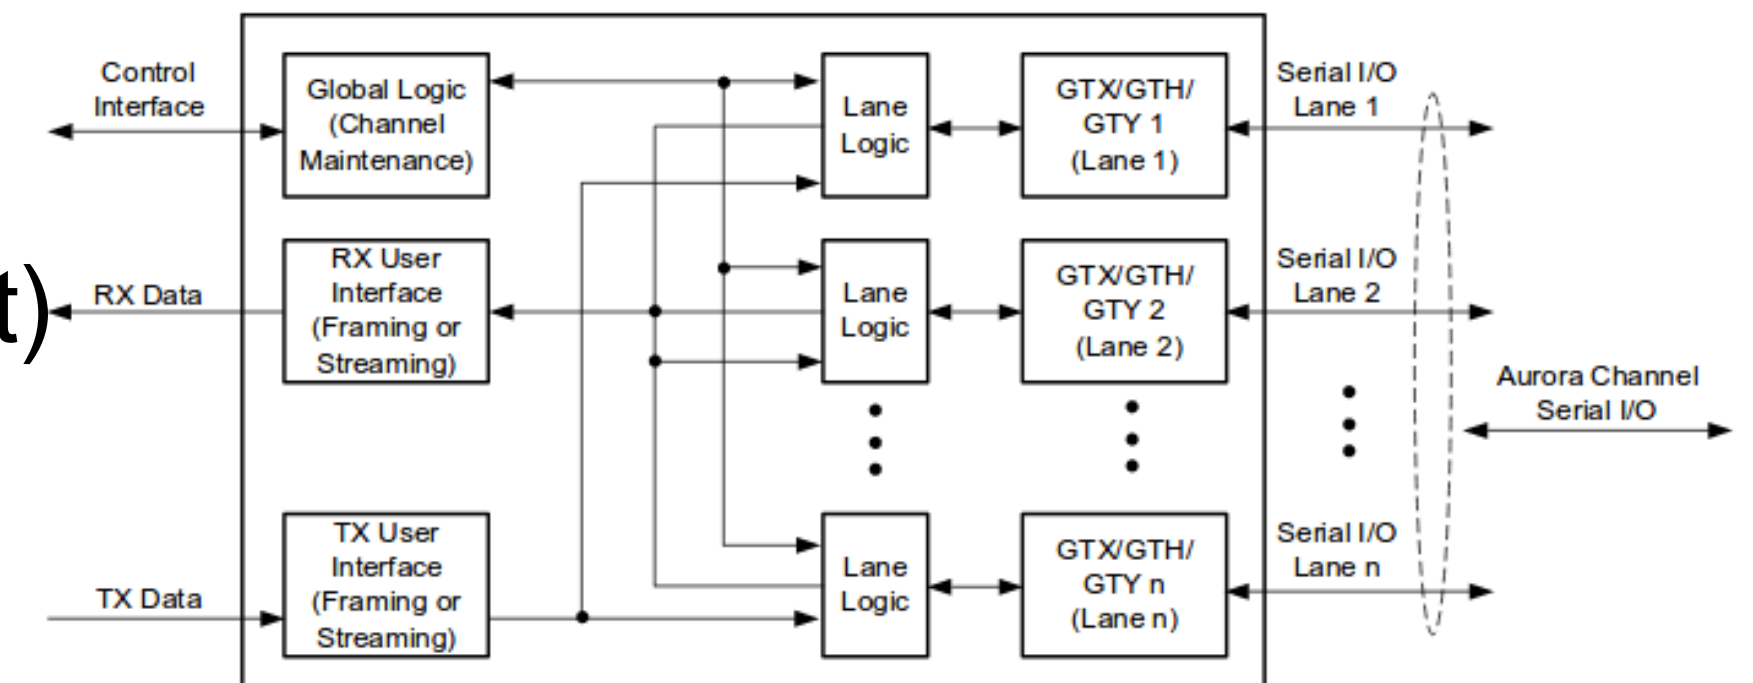 Control
Interface
Global Logic
(Channel
Maintenance)
Lane
Logic
GTX/GTH/
GTY 1
(Lane 1)
Serial I/O
Lane 1
t)
RX Data
RX User
Interface
(Framing or
Streaming)
Lane
Logic
GTX/GTH/
GTY 2
(Lane 2)
Serial I/O
Lane 2
Aurora Channel
Serial I/O
TX Data
TX User
Interface
(Framing or
Streaming)
Lane
Logic
GTX/GTH/
GTY n
(Lane n)
Serial I/O
Lane n